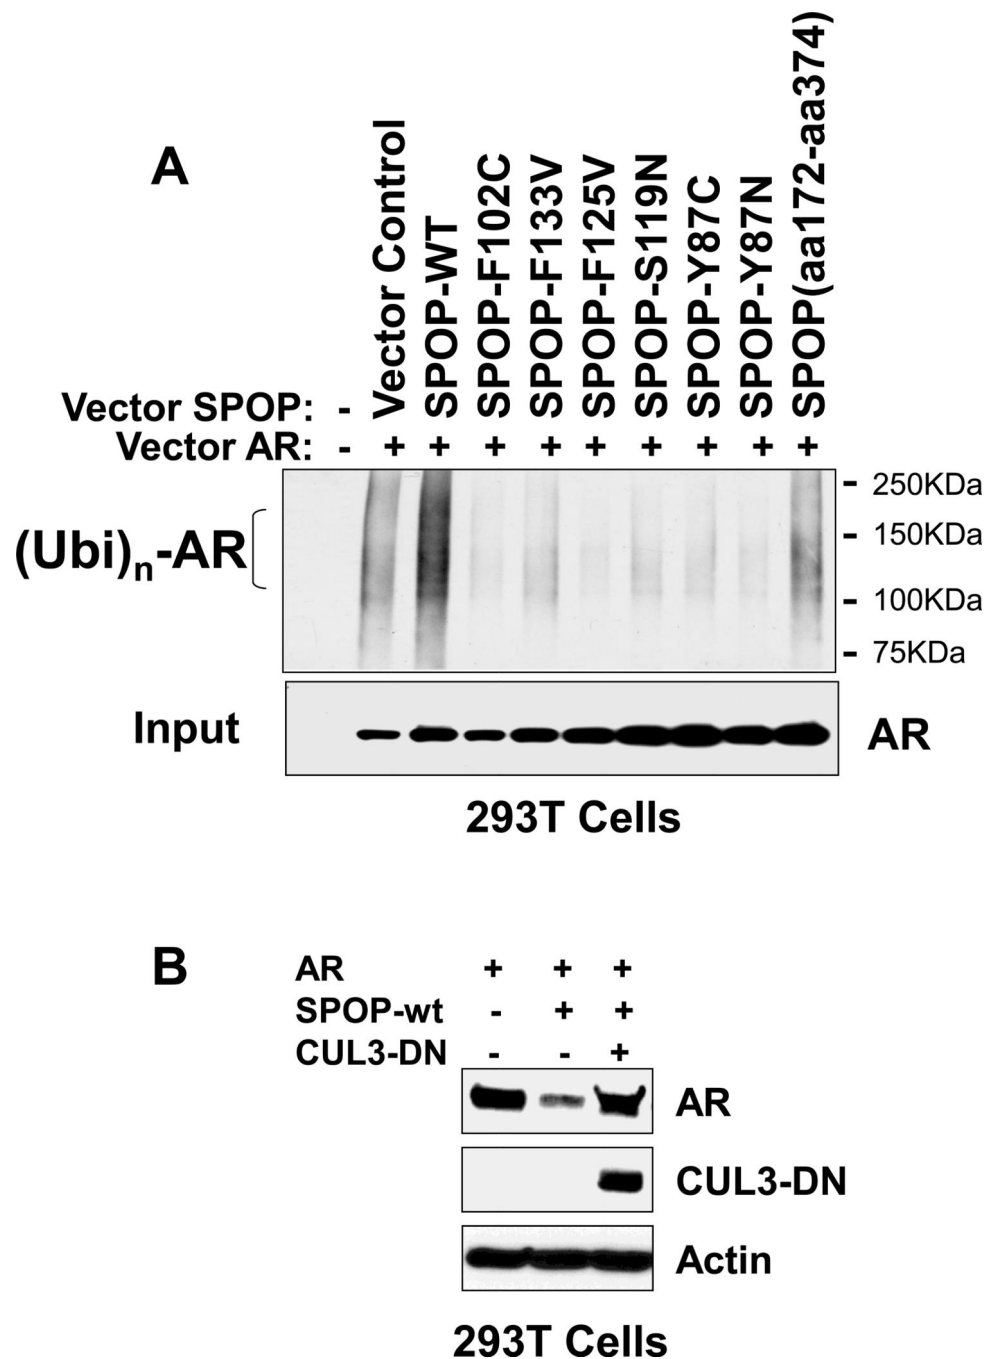 A
Vector Control
SPOP-WT
SPOP-F102C
SPOP-F133V
SPOP-F125V
SPOP-S119N
SPOP-Y87C
SPOP-Y87N
SPOP(aa172-aa374)
Vector SPOP: -
Vector AR: - + + + + + + + + +
250KDa
(Ubi)n-AR
150KDa
100KDa
75KDa
Input AR
293T Cells
B
AR + + +
SPOP-wt - + +
CUL3-DN - - +
AR
CUL3-DN
Actin
293T Cells